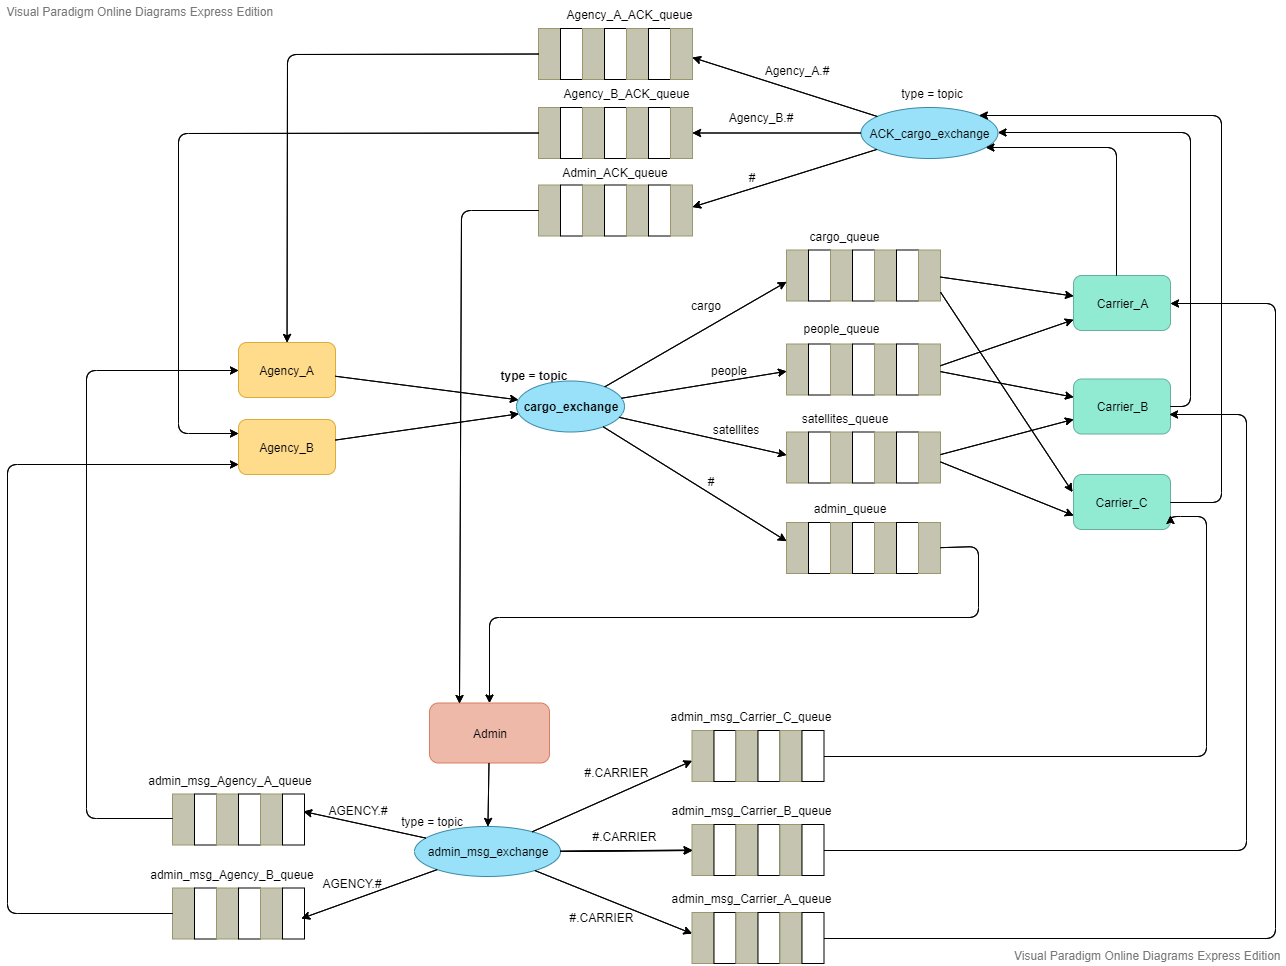 Visual Paradigm Online Diagrams Express Edition
Agency_A_ACK_queue
Agency_A.#
type = topic
Agency_B_ACK_queue
Agency_B.#
ACK_cargo_exchange
Admin_ACK_queue
#
cargo_queue
cargo
Carrier_A
people_queue
people
Agency_A
type = topic
cargo_exchange
Carrier_B
satellites_queue
satellites
Agency_B
#
Carrier_C
admin_queue
Admin
admin_msg_Carrier_C_queue
#.CARRIER
admin_msg_Agency_A_queue
AGENCY.#
type = topic
admin_msg_Carrier_B_queue
#.CARRIER
admin_msg_exchange
admin_msg_Agency_B_queue
AGENCY.#
admin_msg_Carrier_A_queue
#.CARRIER
Visual Paradigm Online Diagrams Express Edition